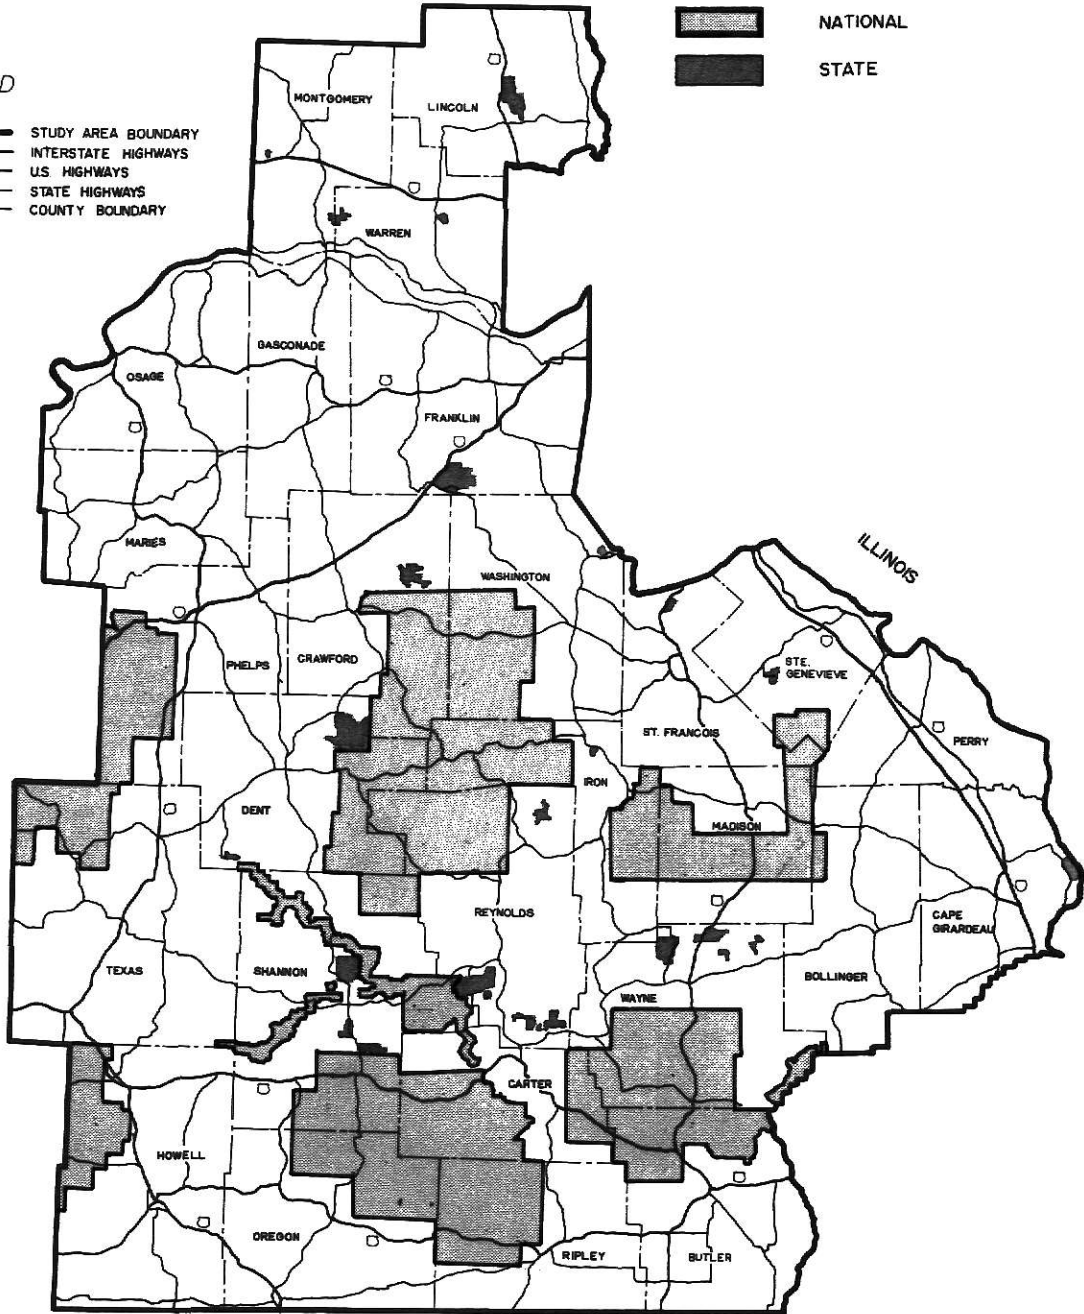 NATIONAL
STATE
D
STUDY AREA BOUNDARY
INTERSTATE HIGHWAYS
U.S. HIGHWAYS
STATE HIGHWAYS
COUNTY BOUNDARY
MONTGOMERY
LINCOLN
WARREN
GASCONADE
OSAGE
FRANKLIN
MARIES
WASHINGTON
ILLINOIS
PHELPS
CRAWFORD
STE.
GENEVIEVE
ST. FRANCOIS
PERRY
IRON
DENT
MADISON
REYNOLDS
CAPE
GIRARDEAU
TEXAS
SHANNON
BOLLINGER
WAYNE
CARTER
HOWELL
OREGON
RIPLEY
BUTLER